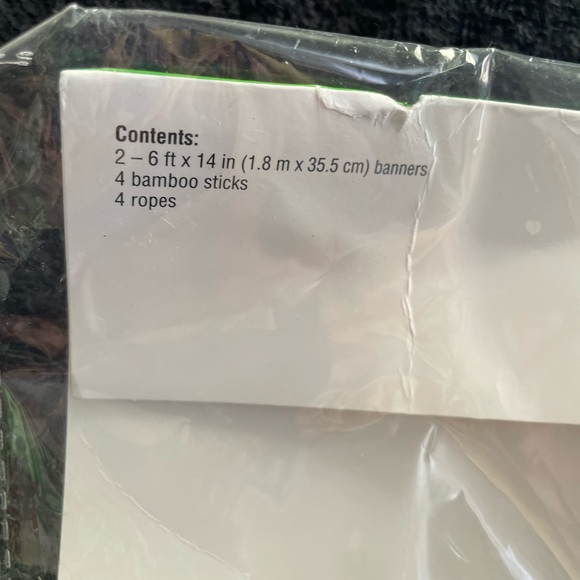 Contents:
2 – 6 ft x 14 in (1.8 m x 35.5 cm) banners
4 bamboo sticks
4 ropes